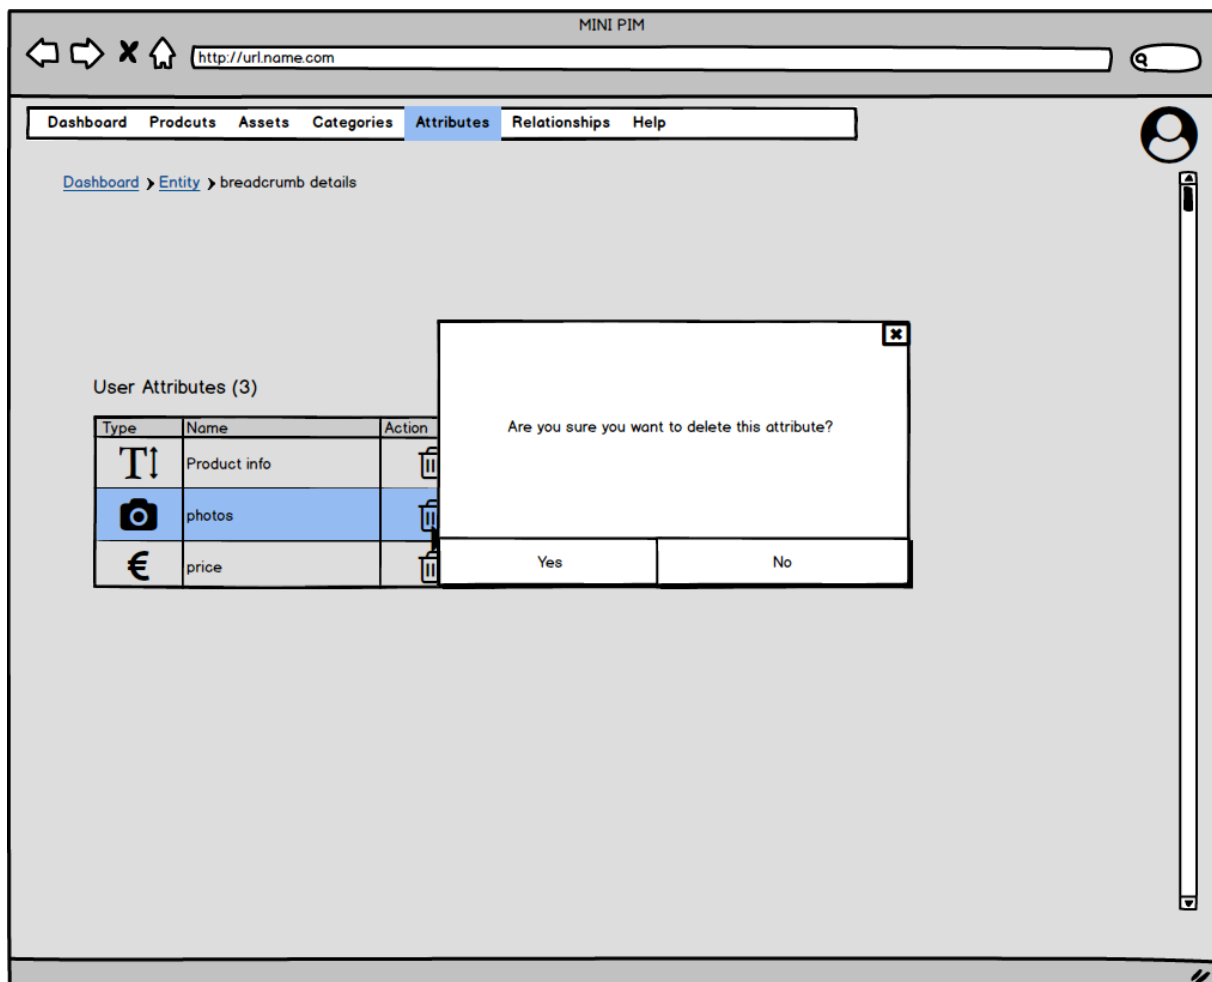 MINI PIM
http://url.name.com
Dashboard Prodcuts Assets Categories Attributes Relationships Help
Dashboard > Entity > breadcrumb details
User Attributes (3)
Type Name Action
T Product info
photos
€ price
Are you sure you want to delete this attribute?
Yes No